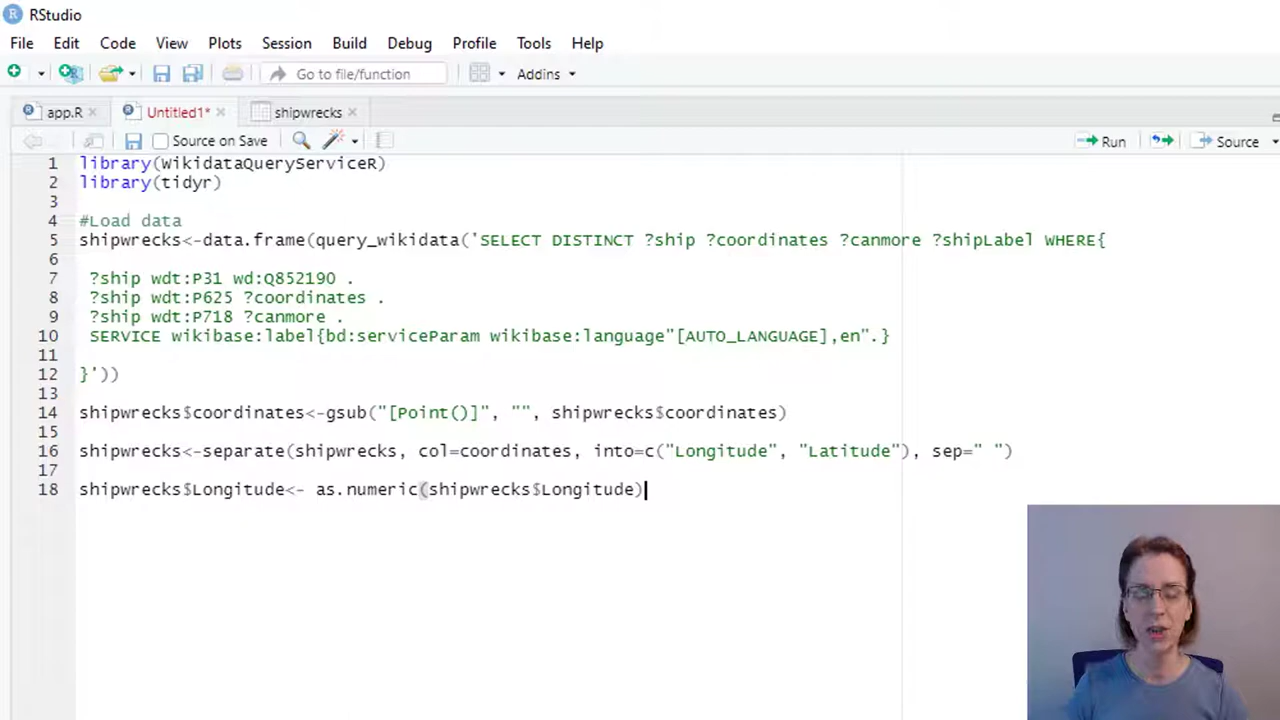 RStudio
File Edit Code View Plots Session Build Debug Profile Tools Help
Go to file/function Addins
app.R Untitled1* shipwrecks
Source on Save Run Source
1 library(WikidataQueryServiceR)
2 library(tidyr)
3
4 #Load data
5 shipwrecks<-data.frame(query_wikidata('SELECT DISTINCT ?ship ?coordinates ?canmore ?shipLabel WHERE{
6
7 ?ship wdt:P31 wd:Q852190 .
8 ?ship wdt:P625 ?coordinates .
9 ?ship wdt:P718 ?canmore .
10 SERVICE wikibase:label{bd:serviceParam wikibase:language"[AUTO_LANGUAGE],en".}
11
12 }'))
13
14 shipwrecks$coordinates<-gsub("[Point()]", "", shipwrecks$coordinates)
15
16 shipwrecks<-separate(shipwrecks, col=coordinates, into=c("Longitude", "Latitude"), sep=" ")
17
18 shipwrecks$Longitude<- as.numeric(shipwrecks$Longitude)